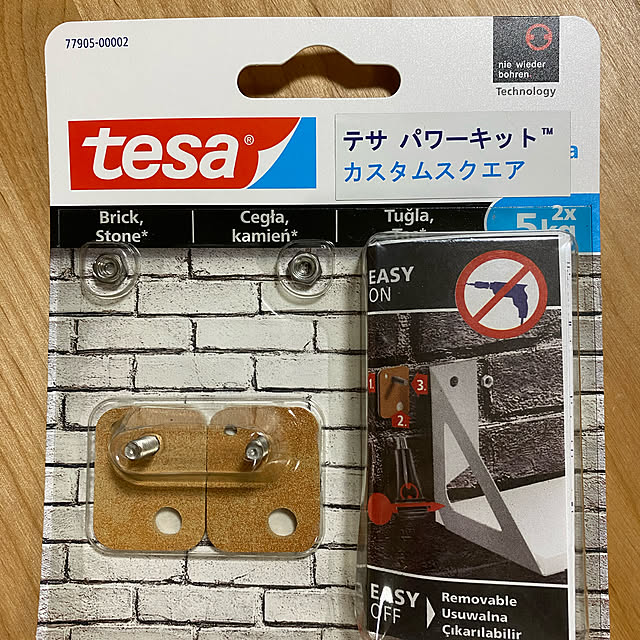 77905-00002
nie wieder
bohren
Technology
tesa®
テサ パワーキット™
カスタムスクエア
Brick,
Stone*
Cegła,
kamień*
Tuğla,
2x
5kg
EASY
ON
1.
3.
2.
EASY
OFF
Removable
Usuwalna
Çıkarılabilir